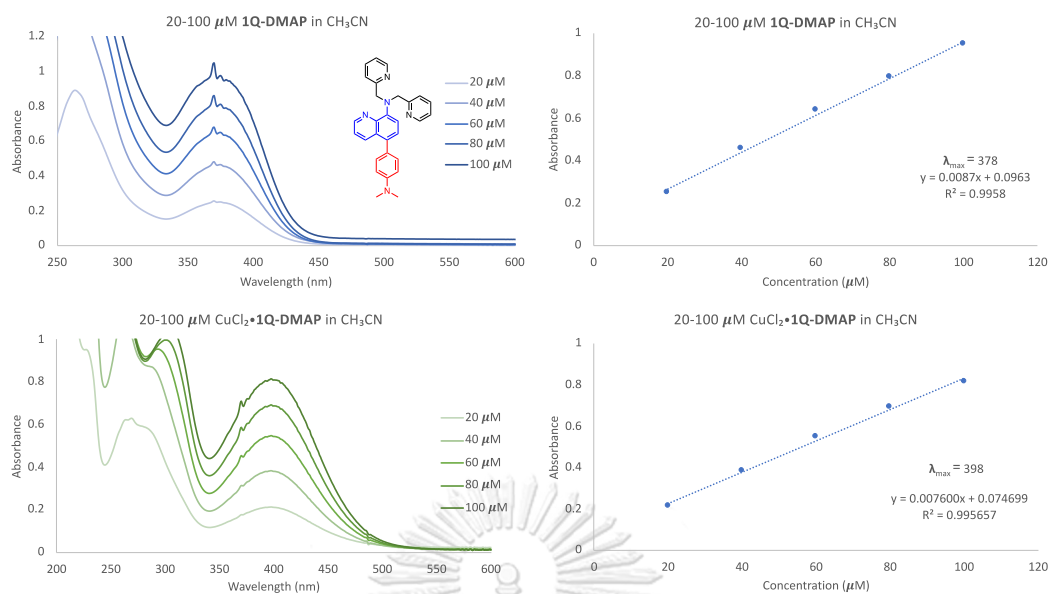 20-100 𝝁M 1Q-DMAP in CH₃CN
1.2
1
0.8
0.6
0.4
0.2
0
Absorbance
250
300
350
400
450
500
550
600
Wavelength (nm)
N
N
N
N
N
20 𝝁M
40 𝝁M
60 𝝁M
80 𝝁M
100 𝝁M
20-100 𝝁M 1Q-DMAP in CH₃CN
1
0.8
0.6
0.4
0.2
0
Absorbance
0
20
40
60
80
100
120
Concentration (𝝁M)
λmax = 378
y = 0.0087x + 0.0963
R² = 0.9958
20-100 𝝁M CuCl₂•1Q-DMAP in CH₃CN
1
0.8
0.6
0.4
0.2
0
Absorbance
200
250
300
350
400
450
500
550
600
Wavelength (nm)
20 𝝁M
40 𝝁M
60 𝝁M
80 𝝁M
100 𝝁M
20-100 𝝁M CuCl₂•1Q-DMAP in CH₃CN
1
0.8
0.6
0.4
0.2
0
Absorbance
0
20
40
60
80
100
120
Concentration (𝝁M)
λmax = 398
y = 0.007600x + 0.074699
R² = 0.995657